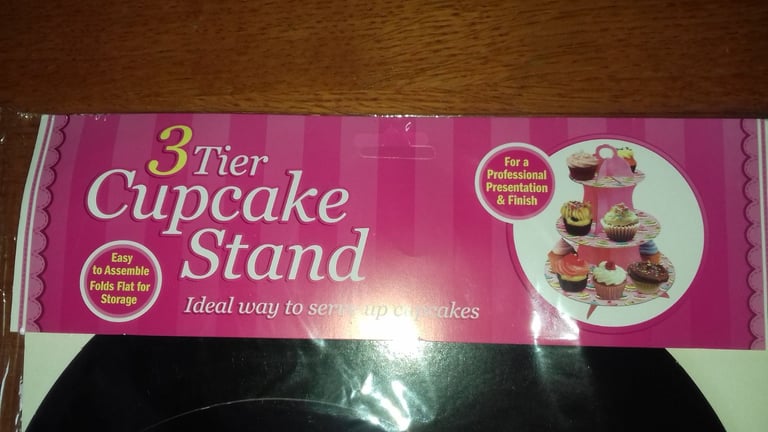 3 Tier
Cupcake
Stand
Ideal way to serve up cupcakes
Easy
to Assemble
Folds Flat for
Storage
For a
Professional
Presentation
& Finish